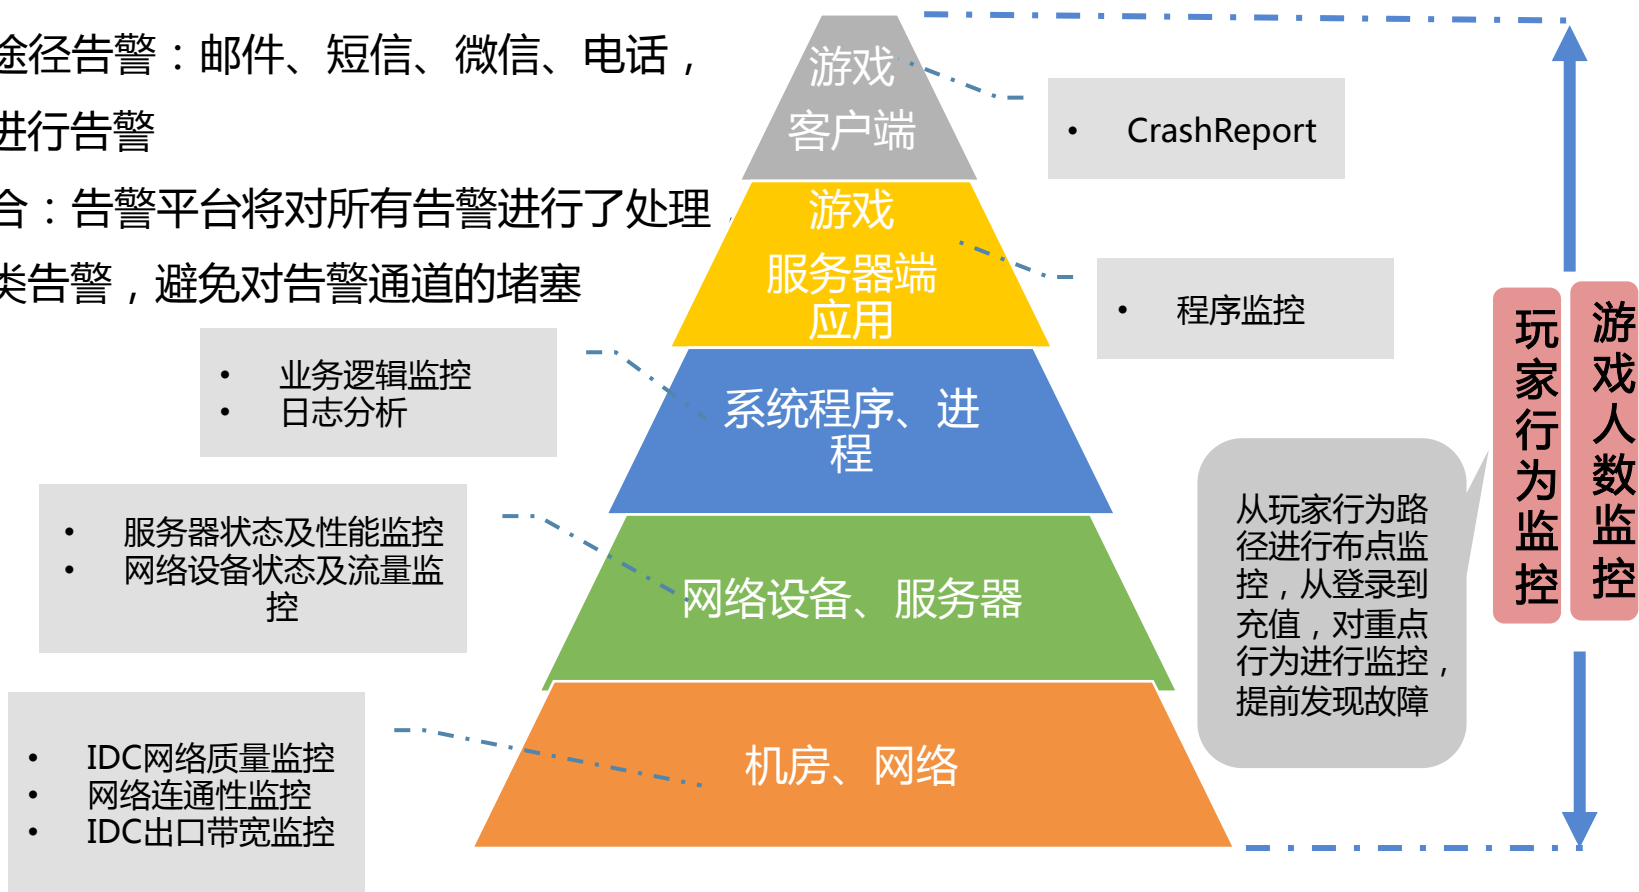 途径告警：邮件、短信、微信、电话，
进行告警
合：告警平台将对所有告警进行了处理，
类告警，避免对告警通道的堵塞
游戏
客户端
• CrashReport
游戏
服务器端
应用
• 程序监控
• 业务逻辑监控
• 日志分析
系统程序、进
程
• 服务器状态及性能监控
• 网络设备状态及流量监
控
网络设备、服务器
• IDC网络质量监控
• 网络连通性监控
• IDC出口带宽监控
机房、网络
从玩家行为路
径进行布点监
控，从登录到
充值，对重点
行为进行监控，
提前发现故障
玩家行为监控
游戏人数监控